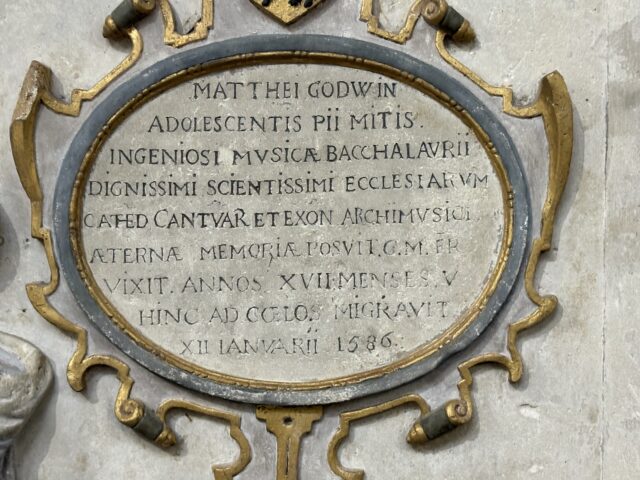 MATTHEI GODWIN
ADOLESCENTIS PII MITIS
INGENIOSI MVSICÆ BACCHALAVRII
DIGNISSIMI SCIENTISSIMI ECCLESIARVM
CATED CANTVAR ET EXON ARCHIMVSICI
ÆTERNÆ MEMORIÆ POSVIT. G. M. FR
VIXIT. ANNOS XVII MENSES. V
HINC AD CŒLOS MIGRAVIT
XII IANVARII 1586